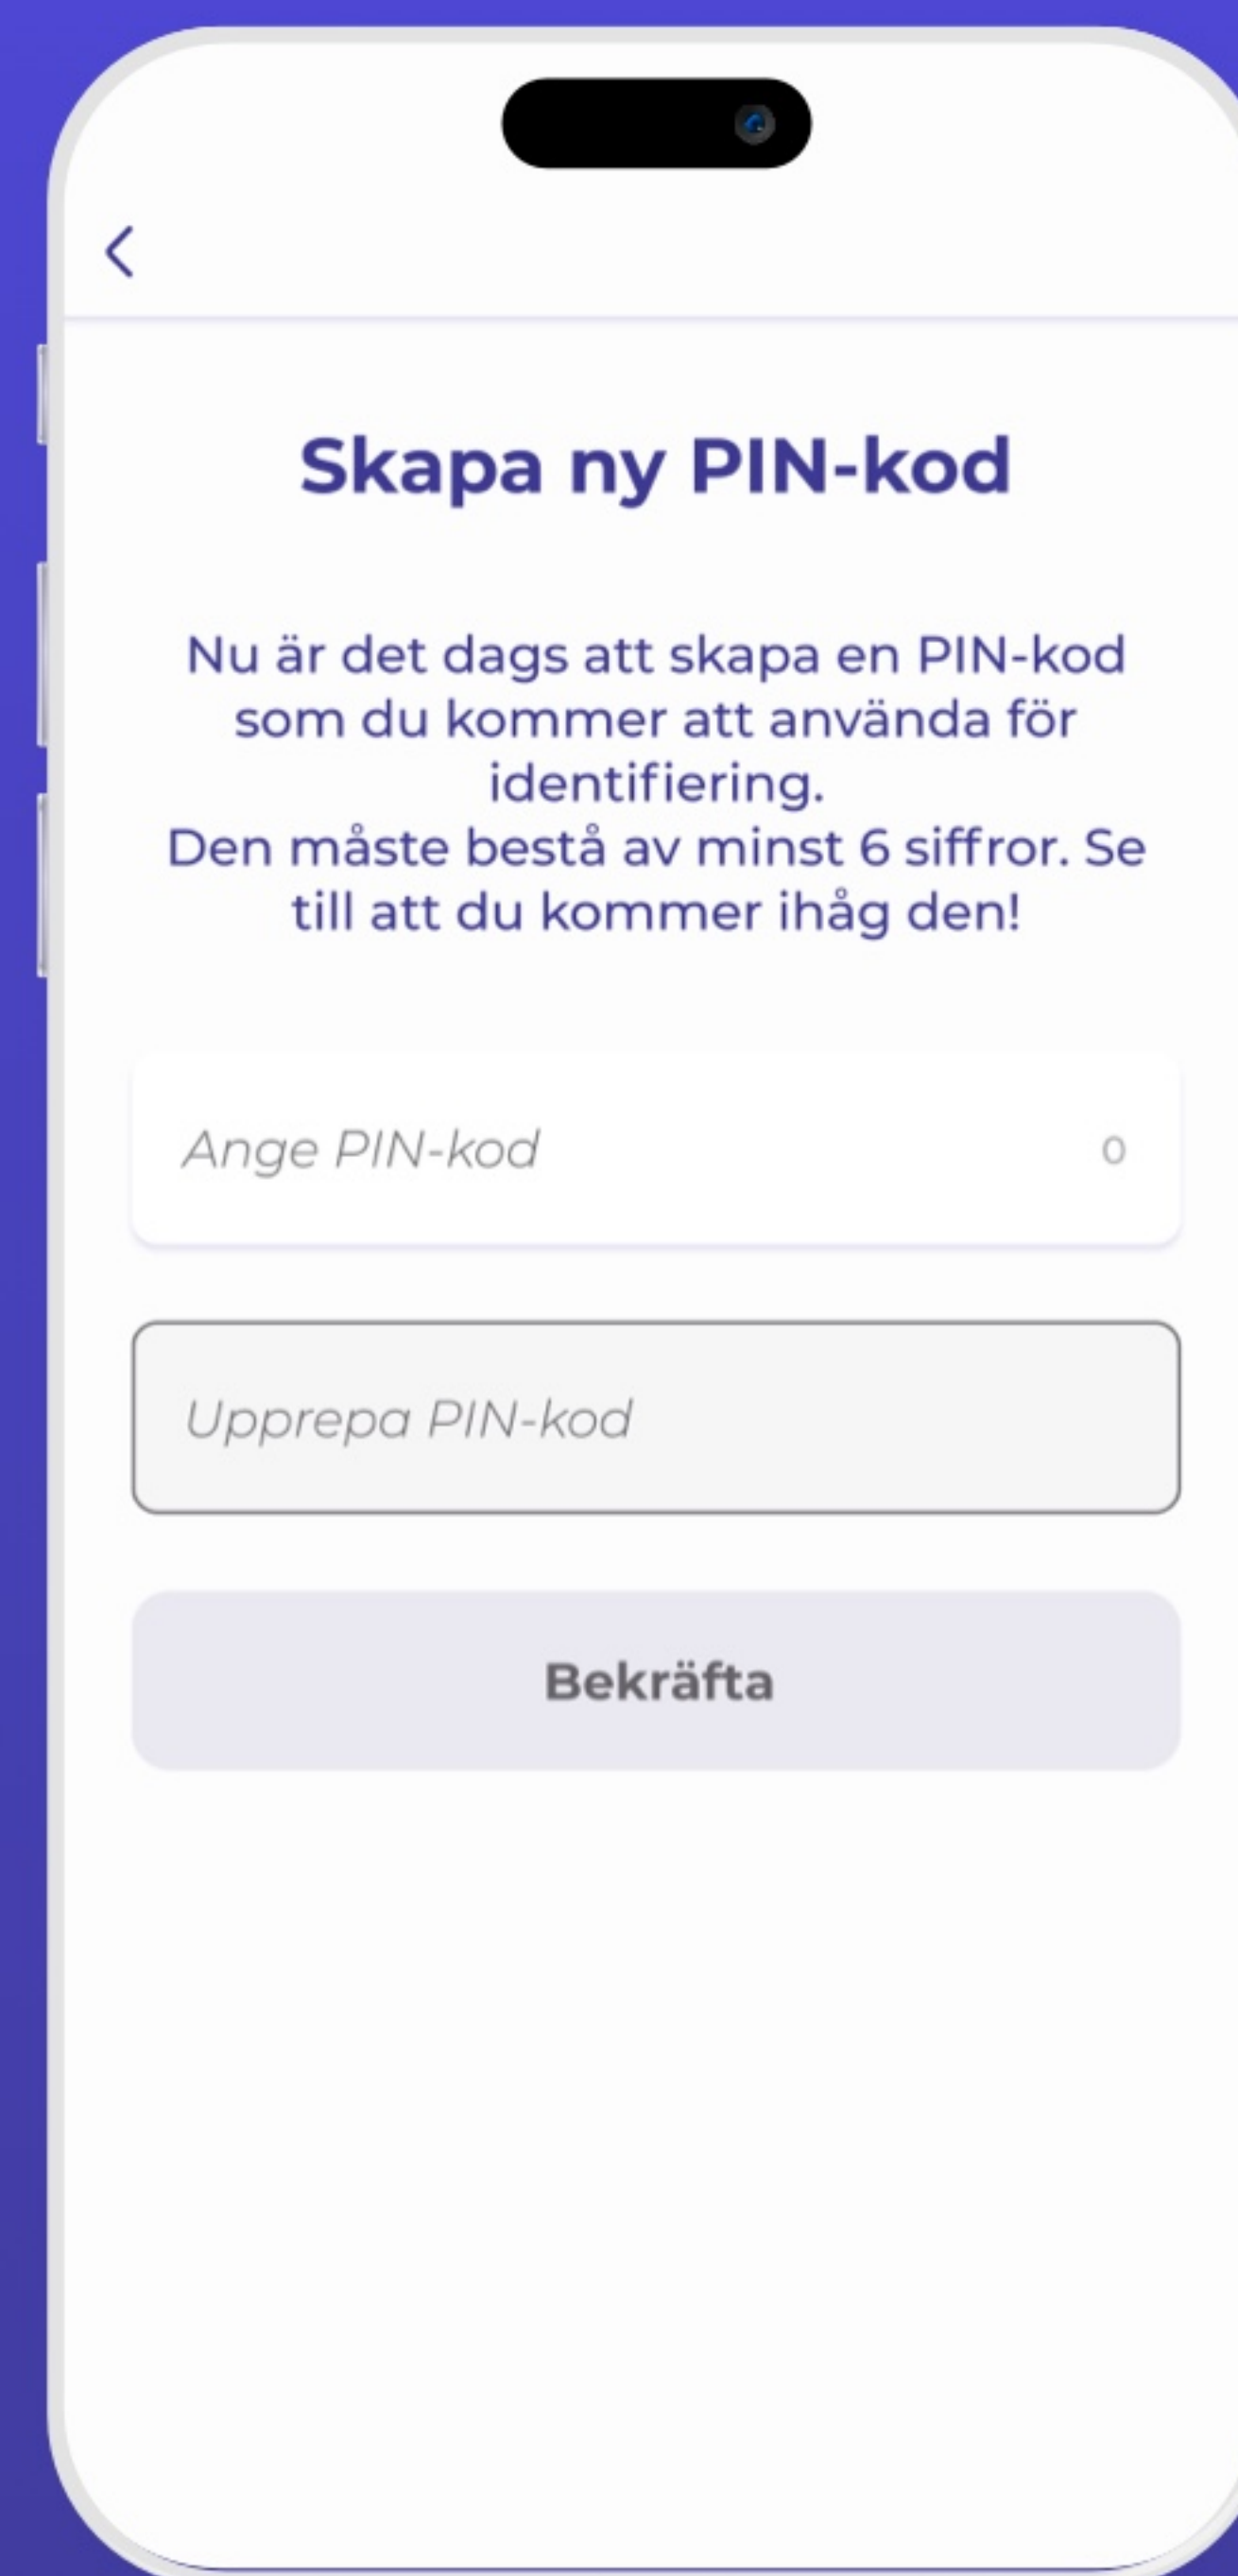 Skapa ny PIN-kod
Nu är det dags att skapa en PIN-kod
som du kommer att använda för
identifiering.
Den måste bestå av minst 6 siffror. Se
till att du kommer ihåg den!
Ange PIN-kod 0
Upprepa PIN-kod
Bekräfta